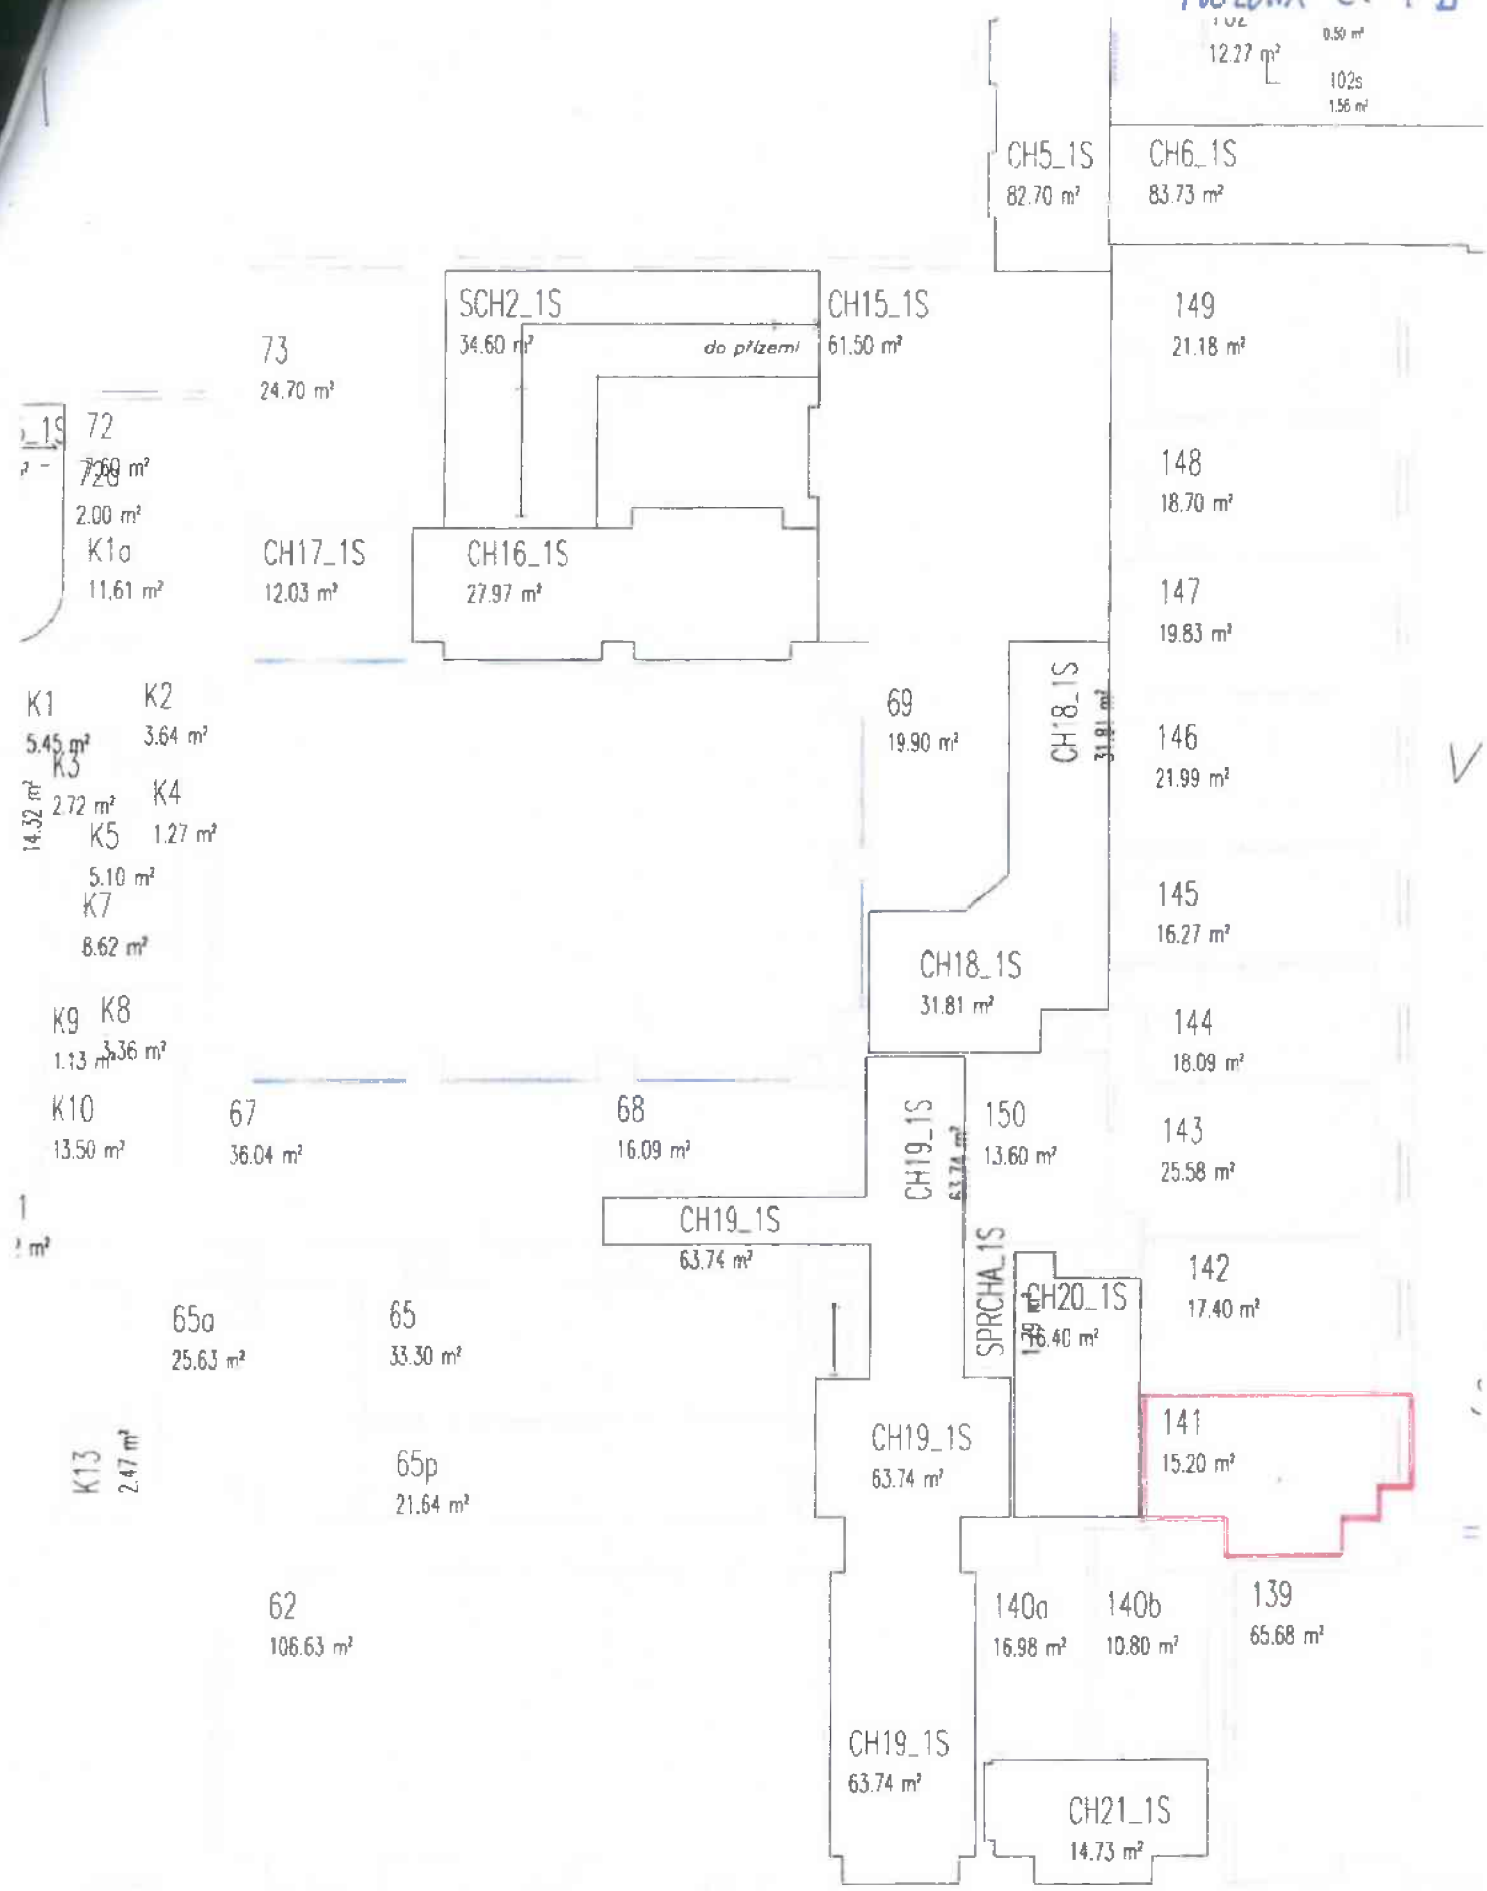 12.27 m²
0.50 m²
102s
1.56 m²
CH5_1S
82.70 m²
CH6_1S
83.73 m²
SCH2_1S
34.60 m²
do přízemí
CH15_1S
61.50 m²
149
21.18 m²
73
24.70 m²
72
7.69 m²
2.00 m²
K1a
11.61 m²
CH17_1S
12.03 m²
CH16_1S
27.97 m²
148
18.70 m²
147
19.83 m²
K1
5.45 m²
K2
3.64 m²
K3
2.72 m²
K4
1.27 m²
14.32 m²
K5
5.10 m²
K7
8.62 m²
69
19.90 m²
CH18_1S
31.81 m²
146
21.99 m²
V
145
16.27 m²
CH18_1S
31.81 m²
K9
1.13 m²
K8
3.36 m²
144
18.09 m²
K10
13.50 m²
67
36.04 m²
68
16.09 m²
CH19_1S
63.74 m²
150
13.60 m²
143
25.58 m²
CH19_1S
63.74 m²
SPRCHA_1S
CH20_1S
16.40 m²
142
17.40 m²
65a
25.63 m²
65
33.30 m²
K13
2.47 m²
65p
21.64 m²
CH19_1S
63.74 m²
141
15.20 m²
62
106.63 m²
140a
16.98 m²
140b
10.80 m²
139
65.68 m²
CH19_1S
63.74 m²
CH21_1S
14.73 m²